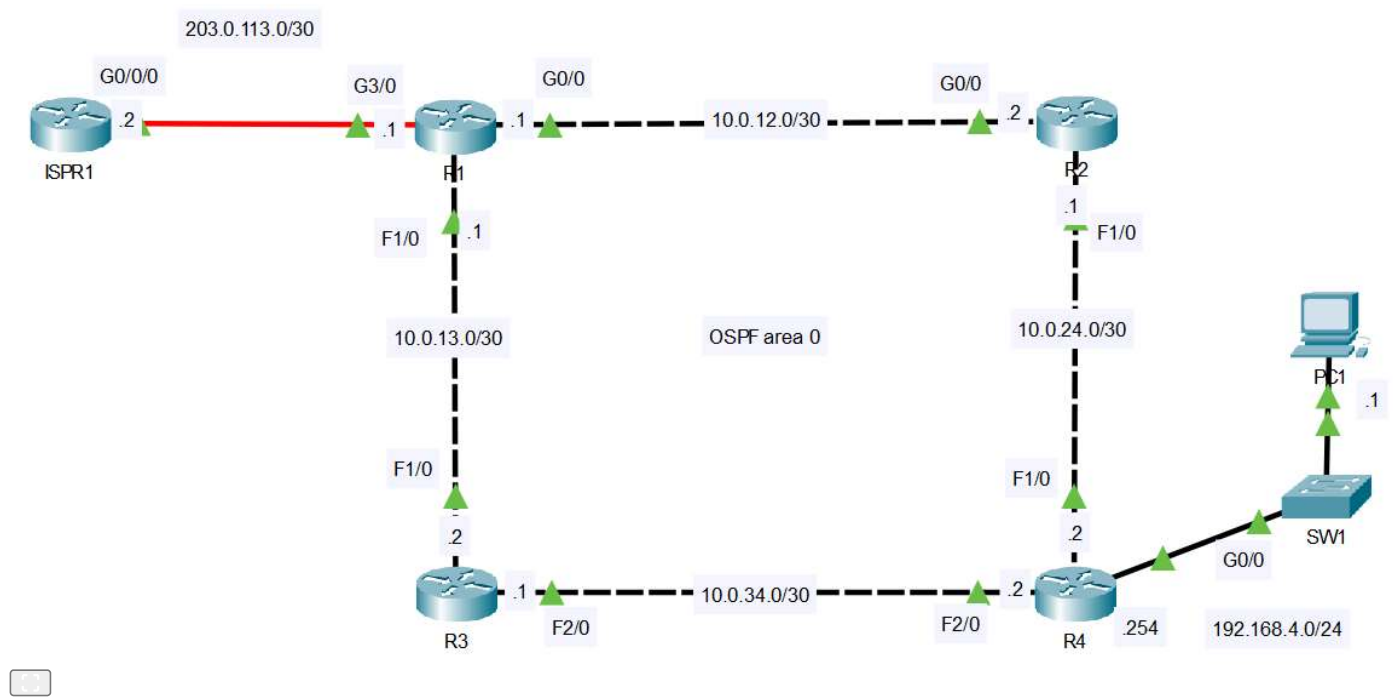 203.0.113.0/30
G0/0/0
G3/0
G0/0
G0/0
.2
.1
.1
10.0.12.0/30
.2
ISPR1
R1
R2
F1/0
.1
.1
F1/0
10.0.13.0/30
OSPF area 0
10.0.24.0/30
PC1
.1
F1/0
F1/0
.2
.2
SW1
G0/0
.1
10.0.34.0/30
.2
F2/0
F2/0
R3
R4
.254
192.168.4.0/24